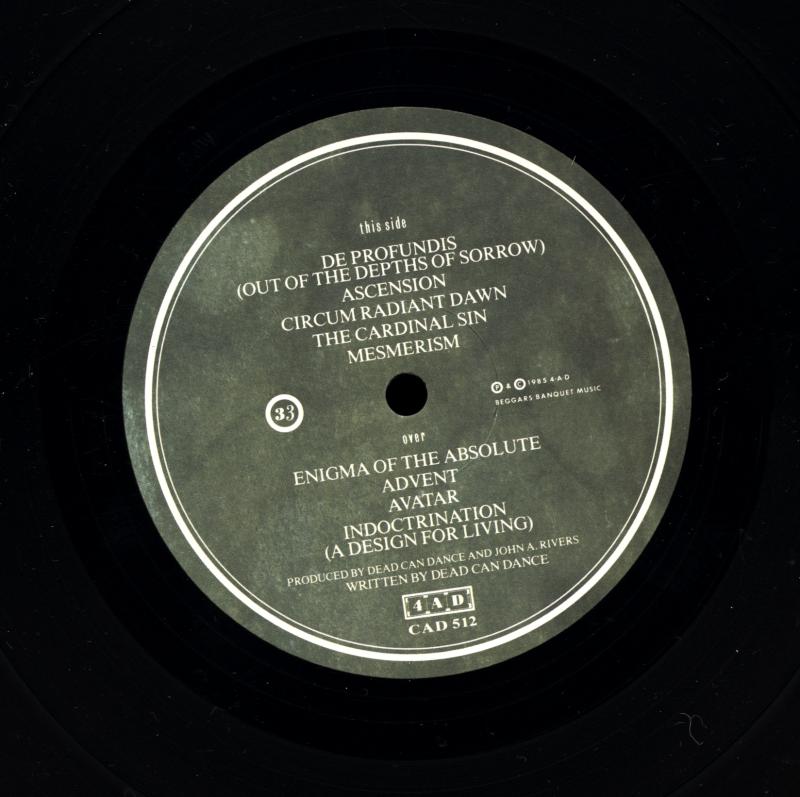 this side
DE PROFUNDIS
(OUT OF THE DEPTHS OF SORROW)
ASCENSION
CIRCUM RADIANT DAWN
THE CARDINAL SIN
MESMERISM
33
Ⓟ & © 1985 4·A·D
BEGGARS BANQUET MUSIC
over
ENIGMA OF THE ABSOLUTE
ADVENT
AVATAR
INDOCTRINATION
(A DESIGN FOR LIVING)
PRODUCED BY DEAD CAN DANCE AND JOHN A. RIVERS
WRITTEN BY DEAD CAN DANCE
4AD
CAD 512